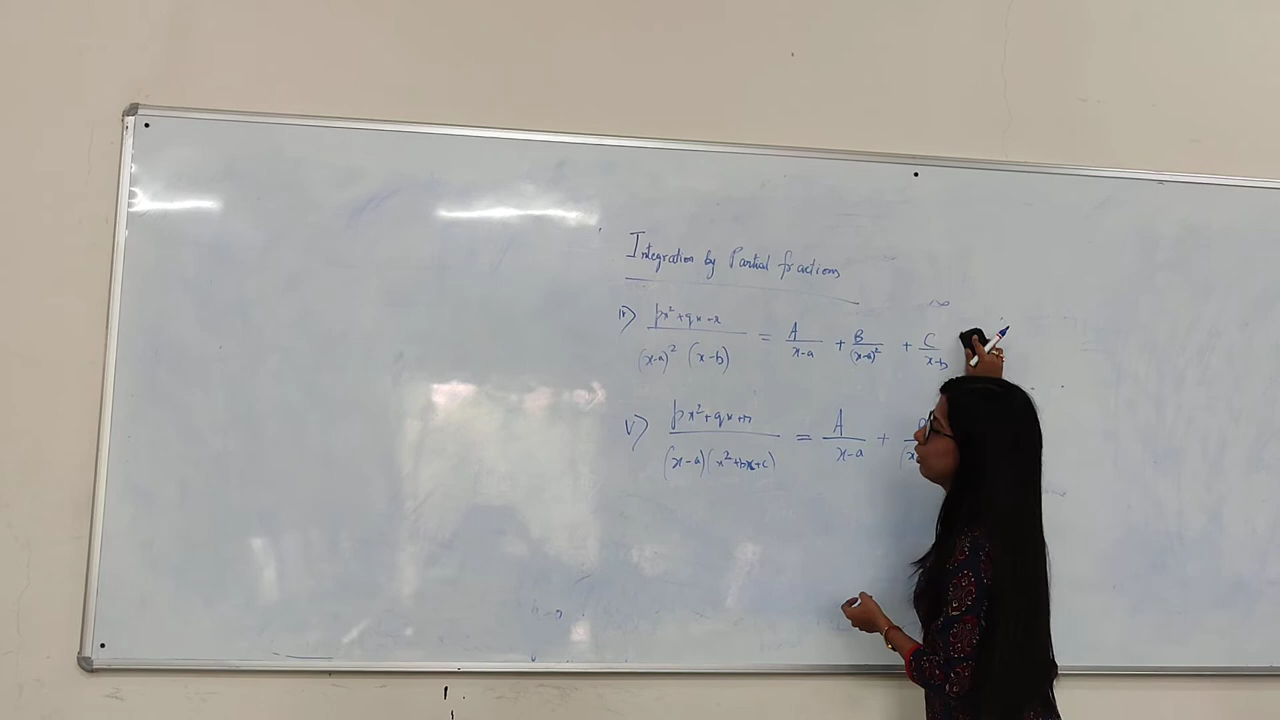 Integration by Partial fractions
iv) px²+qx-r / (x-a)² (x-b) = A / x-a + B / (x-a)² + C / x-b
v) px²+qx+r / (x-a)(x²+bx+c) = A / x-a +